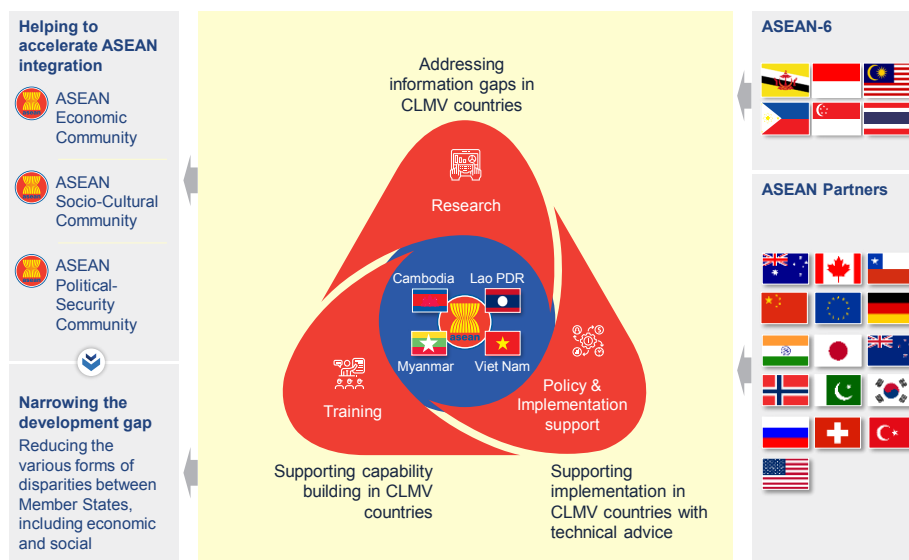 Helping to
accelerate ASEAN
integration
ASEAN
Economic
Community
ASEAN
Socio-Cultural
Community
ASEAN
Political-
Security
Community
Narrowing the
development gap
Reducing the
various forms of
disparities between
Member States,
including economic
and social
Addressing
information gaps in
CLMV countries
Research
Cambodia
Lao PDR
asean
Myanmar
Viet Nam
Training
Policy &
Implementation
support
Supporting capability
building in CLMV
countries
Supporting
implementation in
CLMV countries with
technical advice
ASEAN-6
ASEAN Partners